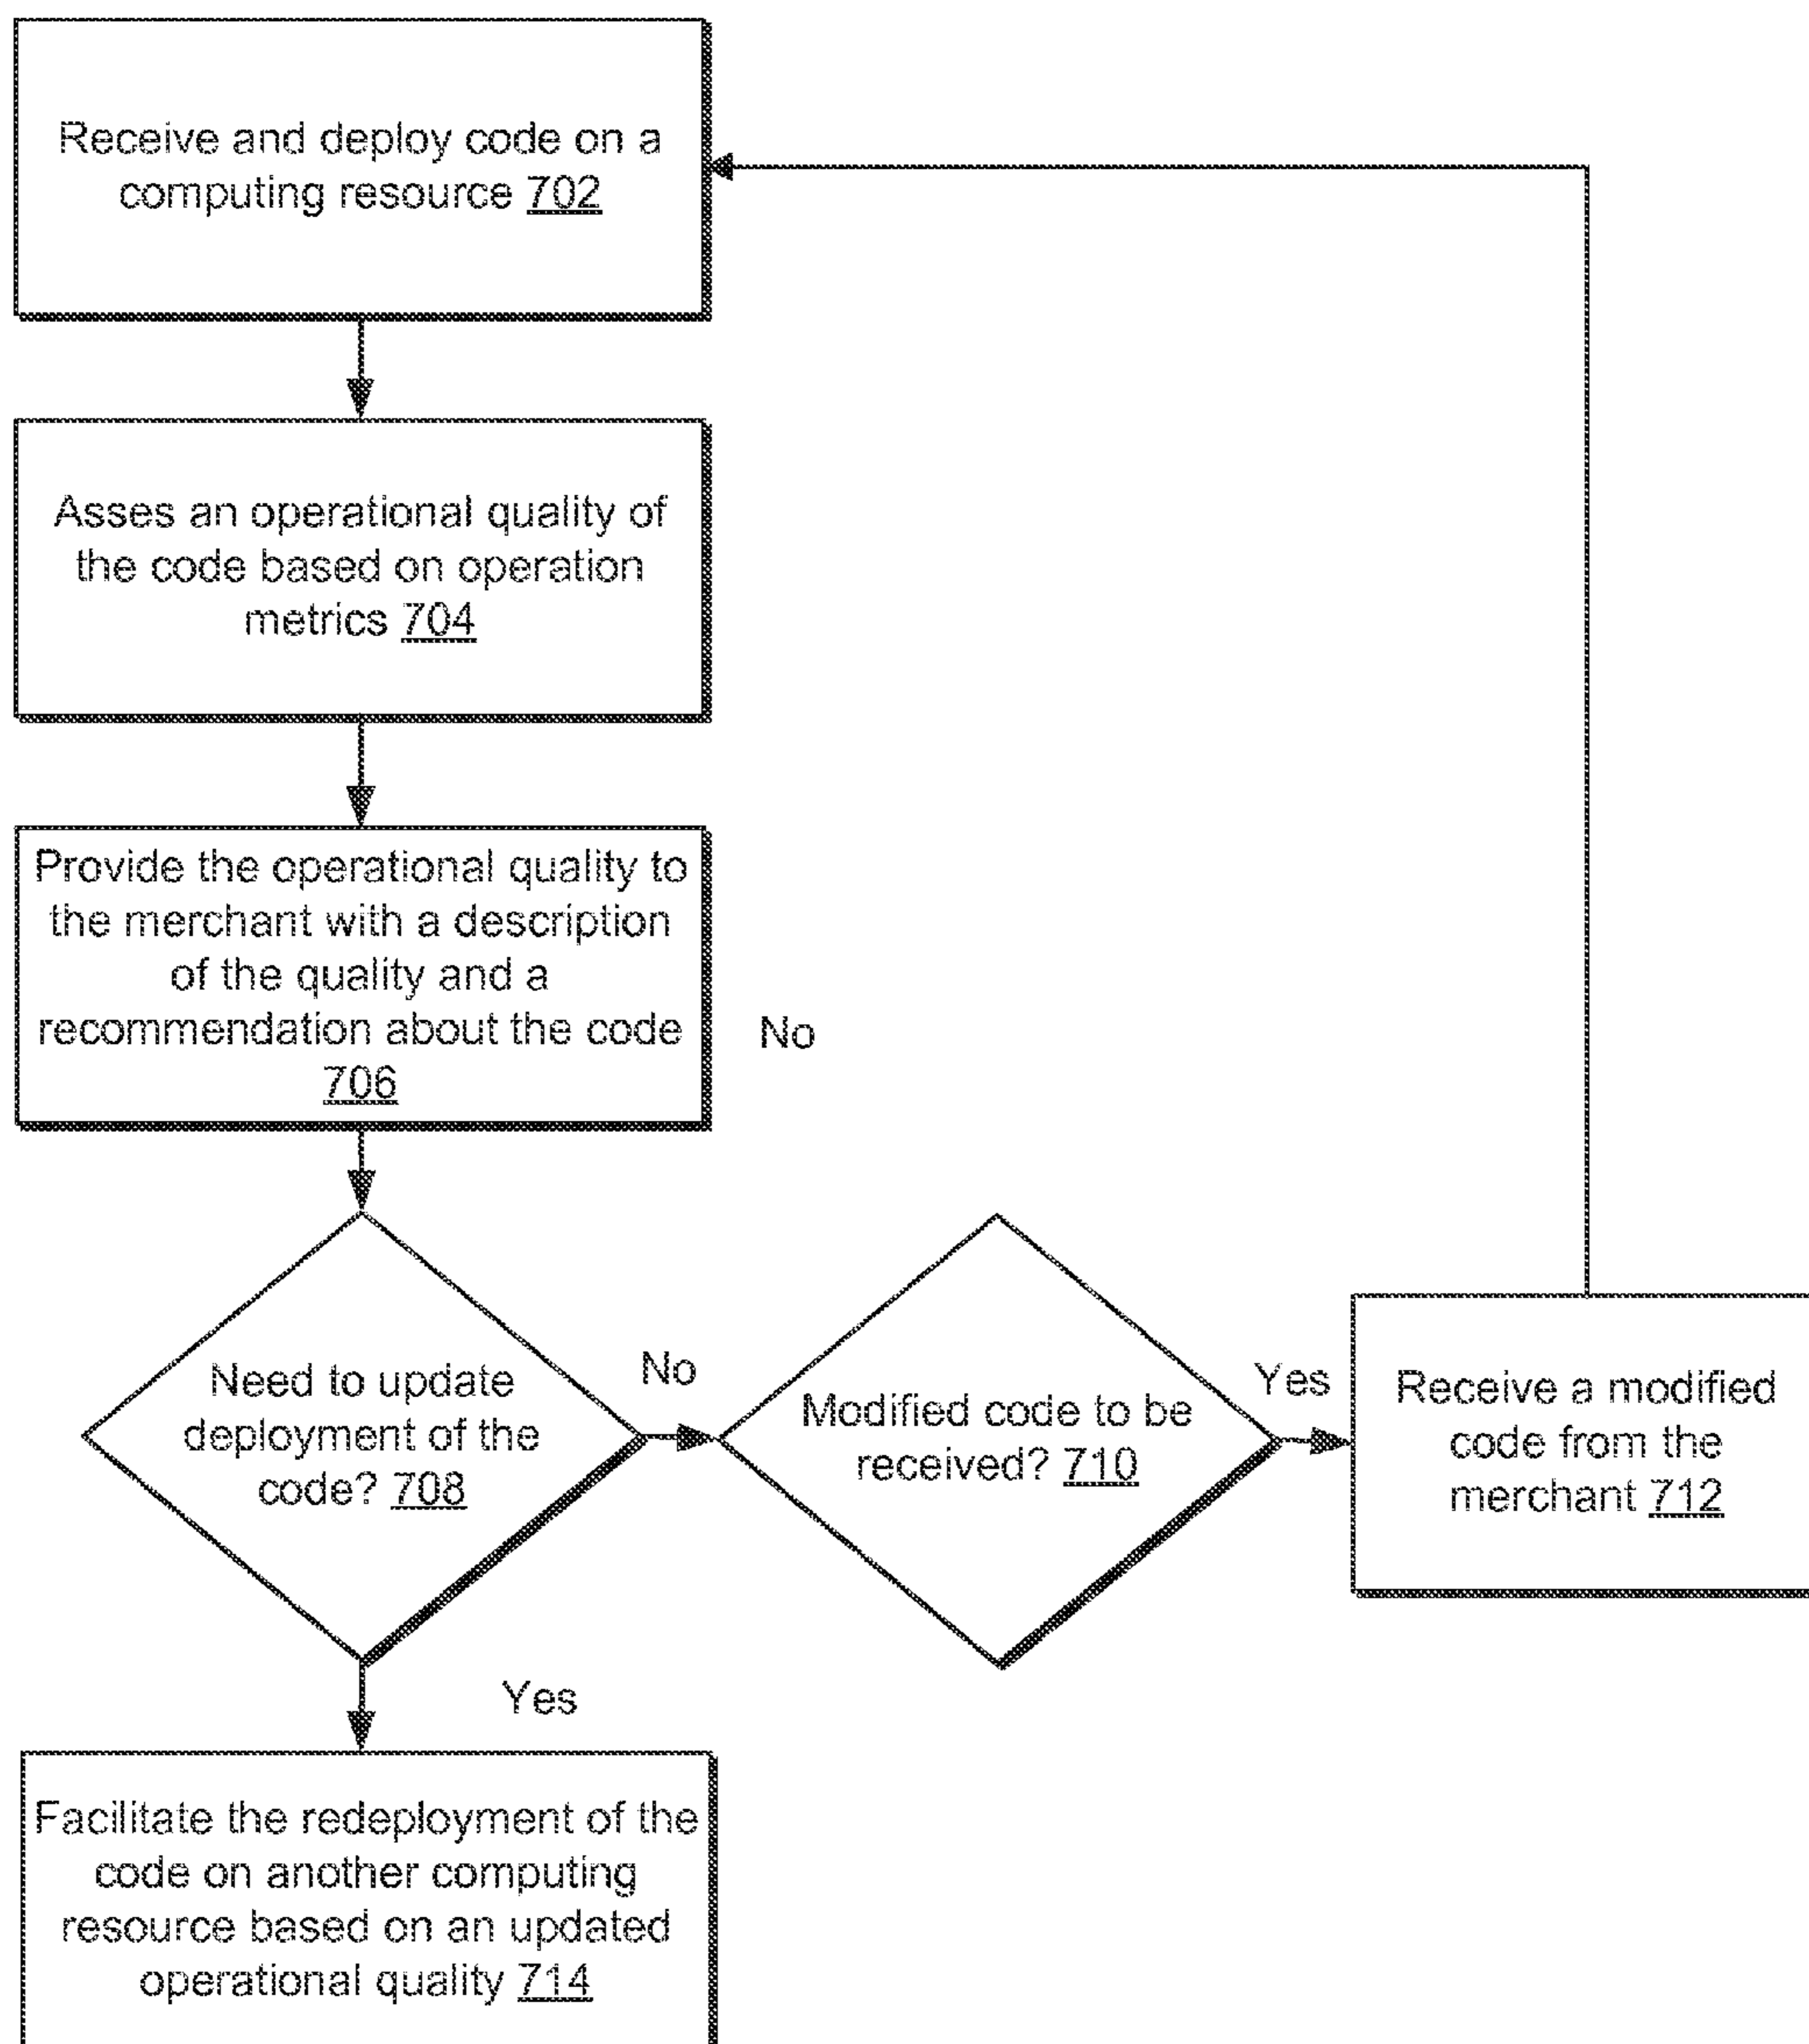 Receive and deploy code on a
computing resource 702
Asses an operational quality of
the code based on operation
metrics 704
Provide the operational quality to
the merchant with a description
of the quality and a
recommendation about the code
706
No
Need to update
deployment of the
code? 708
No
Modified code to be
received? 710
Yes
Receive a modified
code from the
merchant 712
Yes
Facilitate the redeployment of the
code on another computing
resource based on an updated
operational quality 714